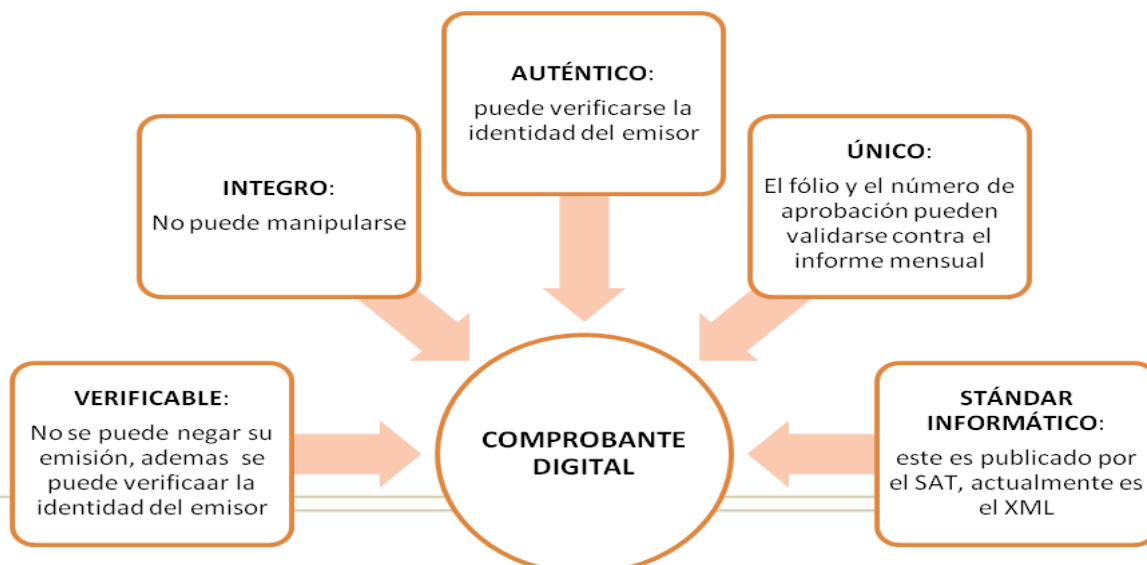 AUTÉNTICO:
puede verificarse la
identidad del emisor
INTEGRO:
No puede manipularse
ÚNICO:
El fólio y el número de
aprobación pueden
validarse contra el
informe mensual
VERIFICABLE:
No se puede negar su
emisión, ademas se
puede verificaar la
identidad del emisor
COMPROBANTE
DIGITAL
STÁNDAR
INFORMÁTICO:
este es publicado por
el SAT, actualmente es
el XML